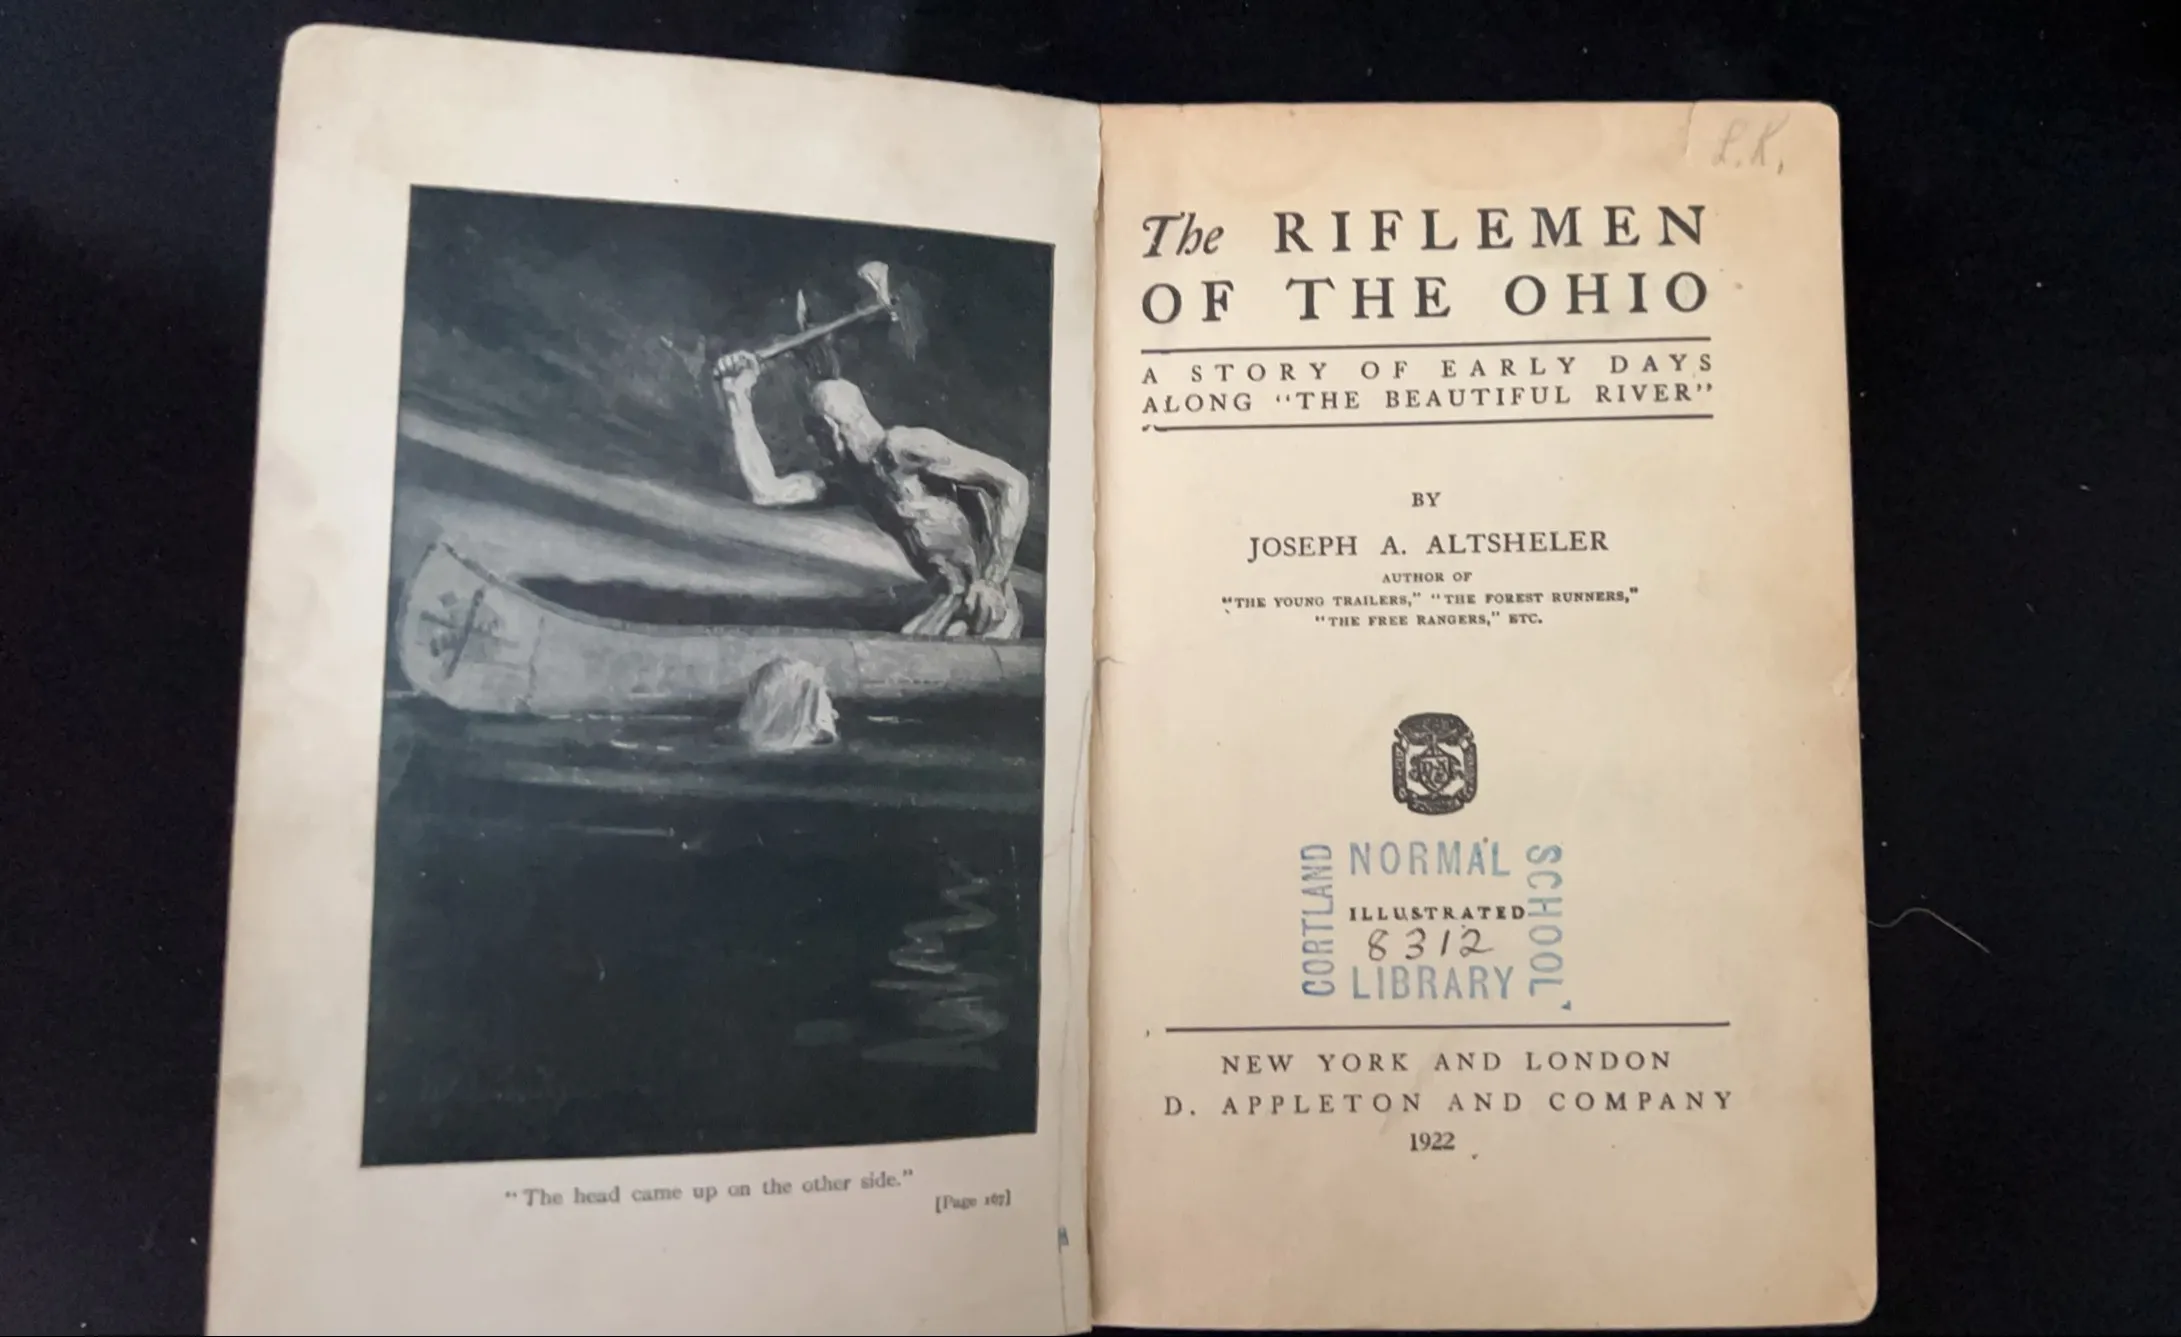 "The head came up on the other side."
[Page 167]
L.K.
The RIFLEMEN
OF THE OHIO
A STORY OF EARLY DAYS
ALONG "THE BEAUTIFUL RIVER"
BY
JOSEPH A. ALTSHELER
AUTHOR OF
"THE YOUNG TRAILERS," "THE FOREST RUNNERS,"
"THE FREE RANGERS," ETC.
CORTLAND
NORMAL
SCHOOL
ILLUSTRATED
8312
LIBRARY
NEW YORK AND LONDON
D. APPLETON AND COMPANY
1922